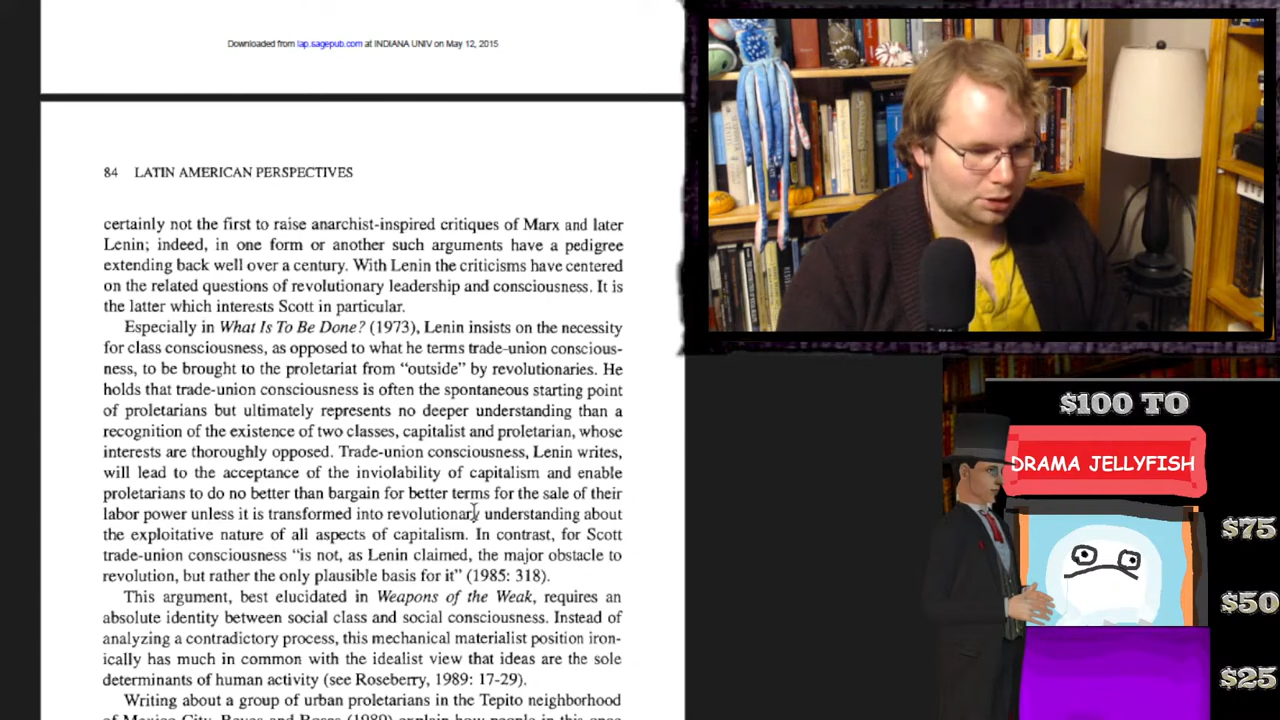 Downloaded from lap.sagepub.com at INDIANA UNIV on May 12, 2015
84 LATIN AMERICAN PERSPECTIVES
certainly not the first to raise anarchist-inspired critiques of Marx and later
Lenin; indeed, in one form or another such arguments have a pedigree
extending back well over a century. With Lenin the criticisms have centered
on the related questions of revolutionary leadership and consciousness. It is
the latter which interests Scott in particular.
Especially in What Is To Be Done? (1973), Lenin insists on the necessity
for class consciousness, as opposed to what he terms trade-union conscious-
ness, to be brought to the proletariat from “outside” by revolutionaries. He
holds that trade-union consciousness is often the spontaneous starting point
of proletarians but ultimately represents no deeper understanding than a
recognition of the existence of two classes, capitalist and proletarian, whose
interests are thoroughly opposed. Trade-union consciousness, Lenin writes,
will lead to the acceptance of the inviolability of capitalism and enable
proletarians to do no better than bargain for better terms for the sale of their
labor power unless it is transformed into revolutionary understanding about
the exploitative nature of all aspects of capitalism. In contrast, for Scott
trade-union consciousness “is not, as Lenin claimed, the major obstacle to
revolution, but rather the only plausible basis for it” (1985: 318).
This argument, best elucidated in Weapons of the Weak, requires an
absolute identity between social class and social consciousness. Instead of
analyzing a contradictory process, this mechanical materialist position iron-
ically has much in common with the idealist view that ideas are the sole
determinants of human activity (see Roseberry, 1989: 17-29).
Writing about a group of urban proletarians in the Tepito neighborhood
of Mexico City, Reyes and Rosas (1989) explain how people in this once
$100 TO
DRAMA JELLYFISH
$75
$50
$25